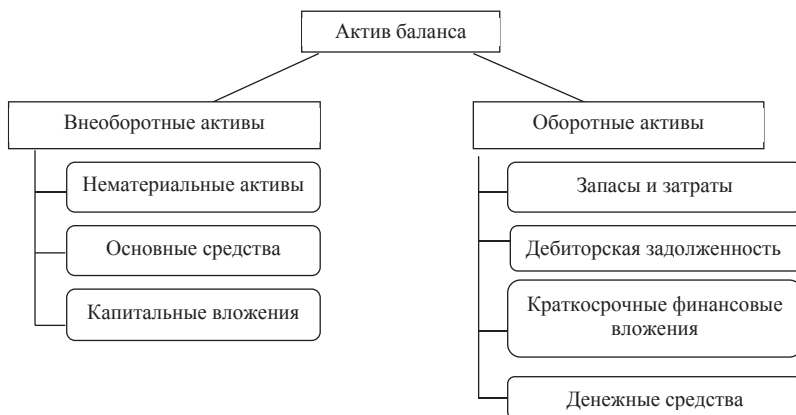 Актив баланса
Внеоборотные активы
Нематериальные активы
Основные средства
Капитальные вложения
Оборотные активы
Запасы и затраты
Дебиторская задолженность
Краткосрочные финансовые
вложения
Денежные средства